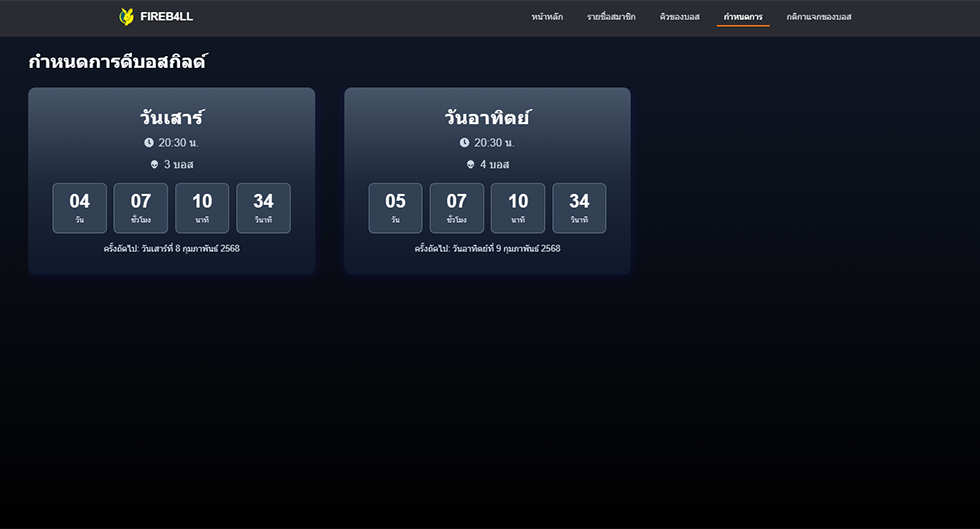 FIREB4LL หน้าหลัก รายชื่อสมาชิก คิวของบอส กำหนดการ กติกาแจกของบอส
กำหนดการตีบอสกิลด์
วันเสาร์
20:30 น.
3 บอส
04 07 10 34
วัน ชั่วโมง นาที วินาที
ครั้งถัดไป: วันเสาร์ที่ 8 กุมภาพันธ์ 2568
วันอาทิตย์
20:30 น.
4 บอส
05 07 10 34
วัน ชั่วโมง นาที วินาที
ครั้งถัดไป: วันอาทิตย์ที่ 9 กุมภาพันธ์ 2568